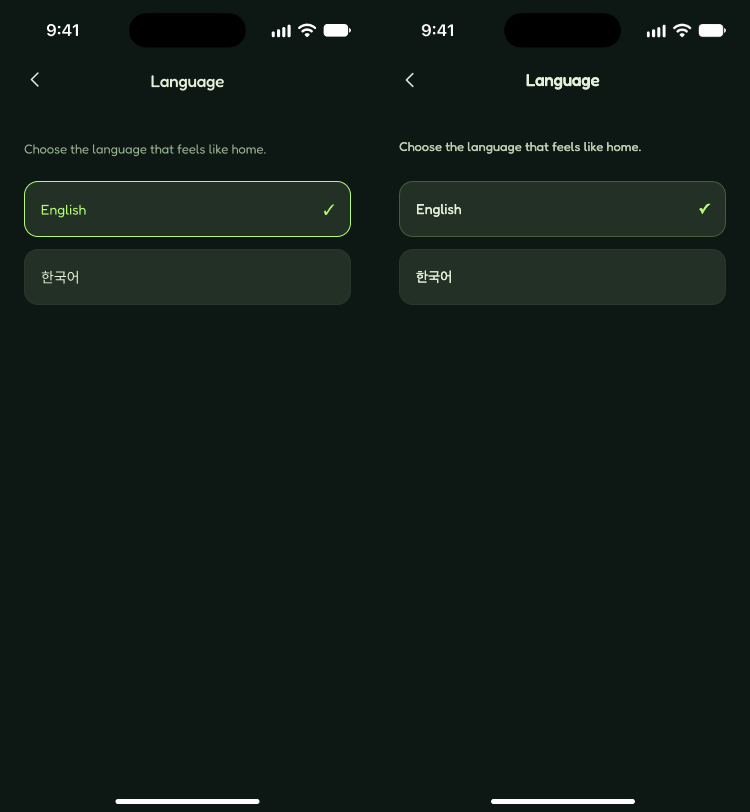 9:41
Language
Choose the language that feels like home.
English ✓
한국어
9:41
Language
Choose the language that feels like home.
English ✓
한국어